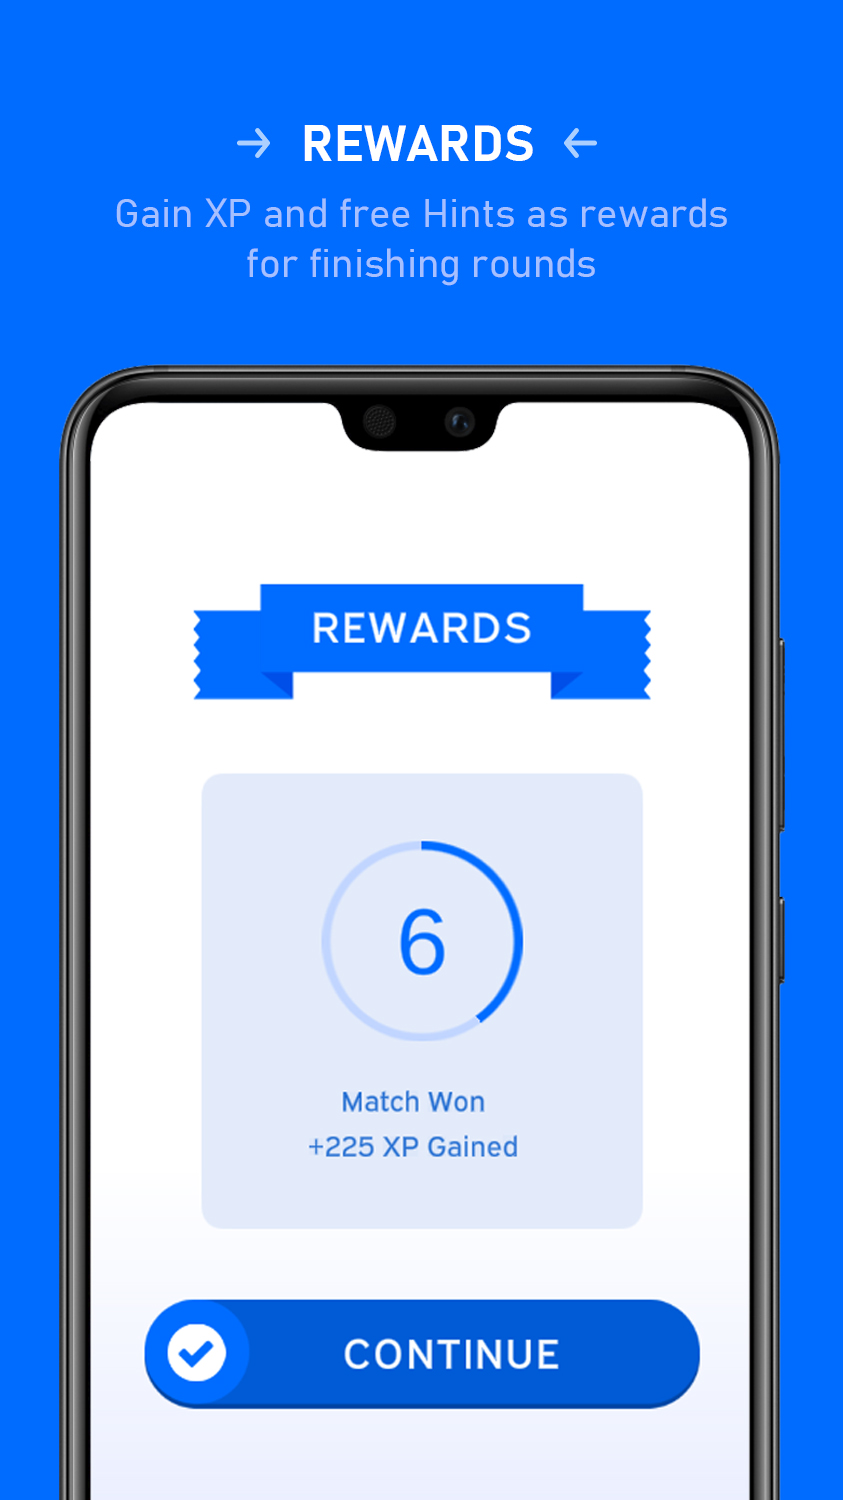 → REWARDS ←
Gain XP and free Hints as rewards
for finishing rounds
REWARDS
6
Match Won
+225 XP Gained
CONTINUE